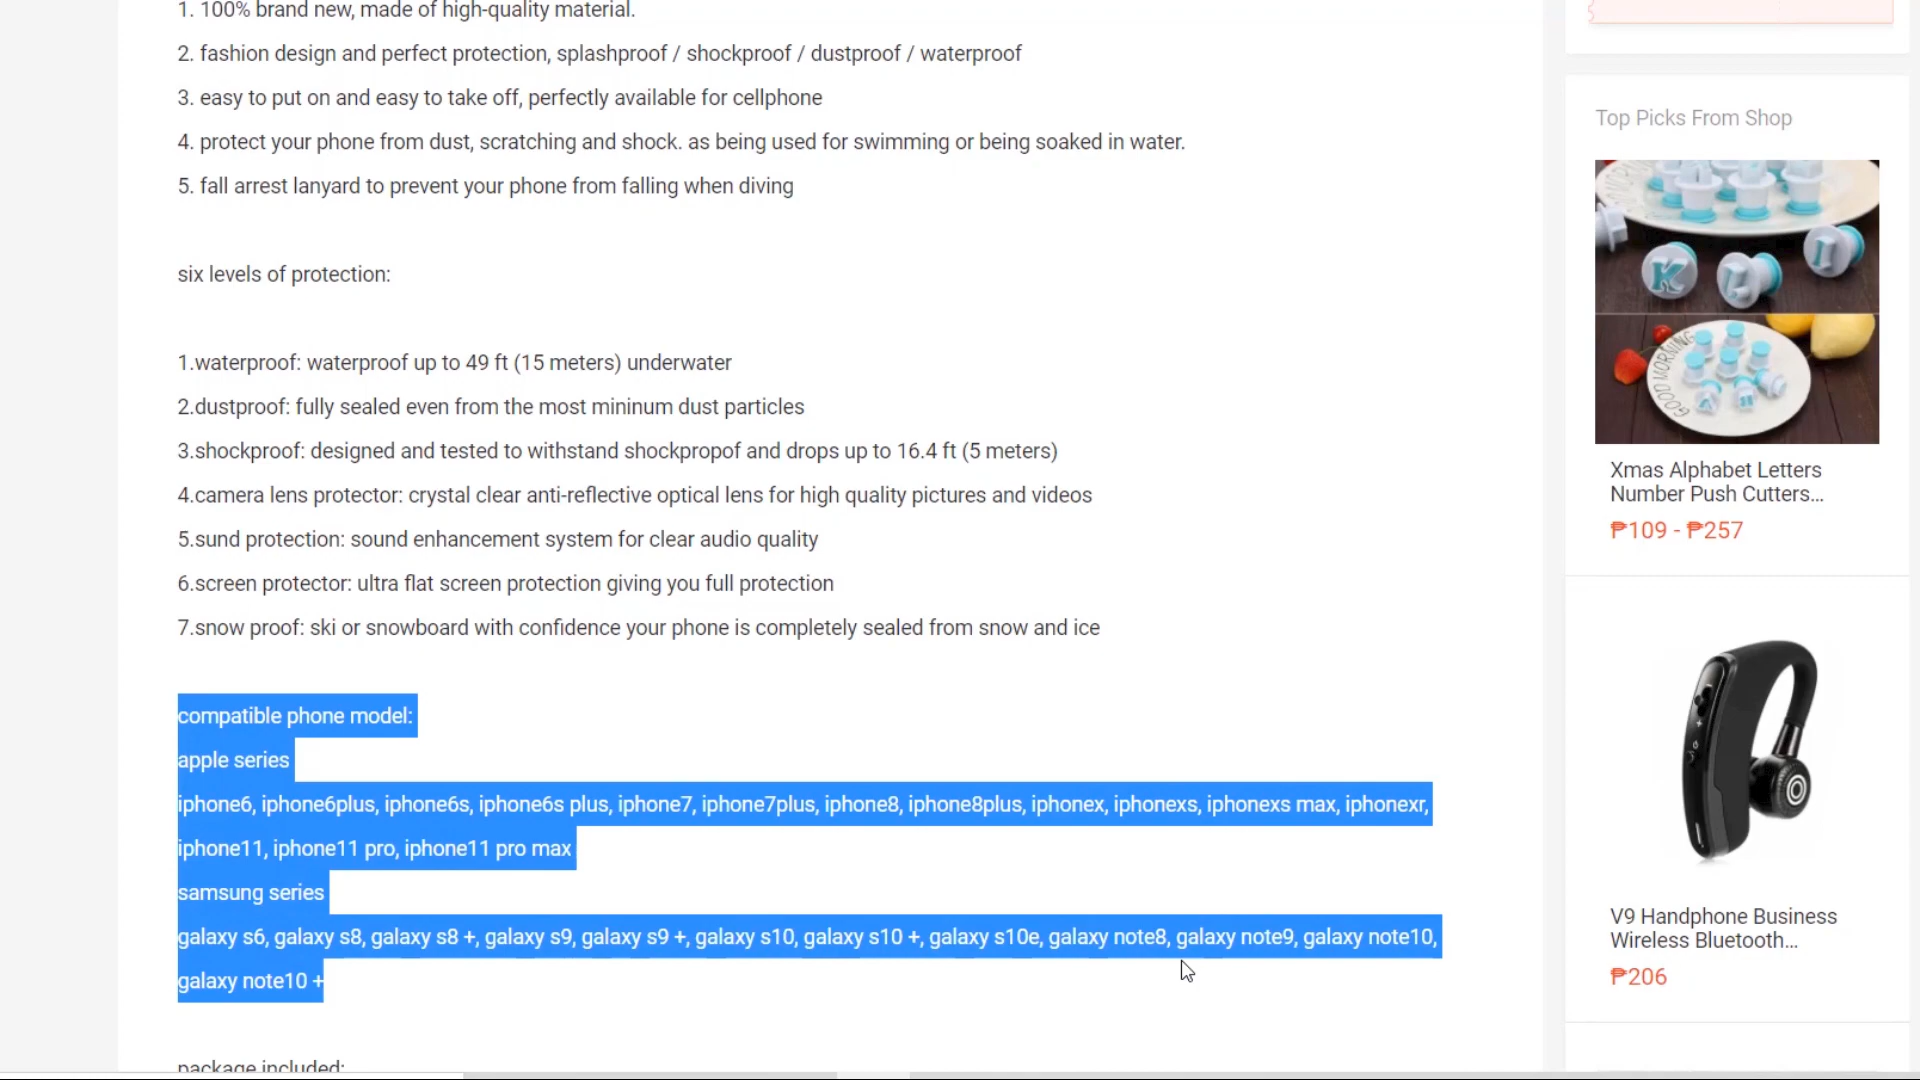 1. 100% brand new, made of high-quality material.
2. fashion design and perfect protection, splashproof / shockproof / dustproof / waterproof
3. easy to put on and easy to take off, perfectly available for cellphone
4. protect your phone from dust, scratching and shock. as being used for swimming or being soaked in water.
5. fall arrest lanyard to prevent your phone from falling when diving
six levels of protection:
1.waterproof: waterproof up to 49 ft (15 meters) underwater
2.dustproof: fully sealed even from the most mininum dust particles
3.shockproof: designed and tested to withstand shockpropof and drops up to 16.4 ft (5 meters)
4.camera lens protector: crystal clear anti-reflective optical lens for high quality pictures and videos
5.sund protection: sound enhancement system for clear audio quality
6.screen protector: ultra flat screen protection giving you full protection
7.snow proof: ski or snowboard with confidence your phone is completely sealed from snow and ice
compatible phone model:
apple series
iphone6, iphone6plus, iphone6s, iphone6s plus, iphone7, iphone7plus, iphone8, iphone8plus, iphonex, iphonexs, iphonexs max, iphonexr,
iphone11, iphone11 pro, iphone11 pro max
samsung series
galaxy s6, galaxy s8, galaxy s8 +, galaxy s9, galaxy s9 +, galaxy s10, galaxy s10 +, galaxy s10e, galaxy note8, galaxy note9, galaxy note10,
galaxy note10 +
package included:
Top Picks From Shop
K
GOOD MORNING
Xmas Alphabet Letters
Number Push Cutters...
₱109 - ₱257
V9 Handphone Business
Wireless Bluetooth...
₱206